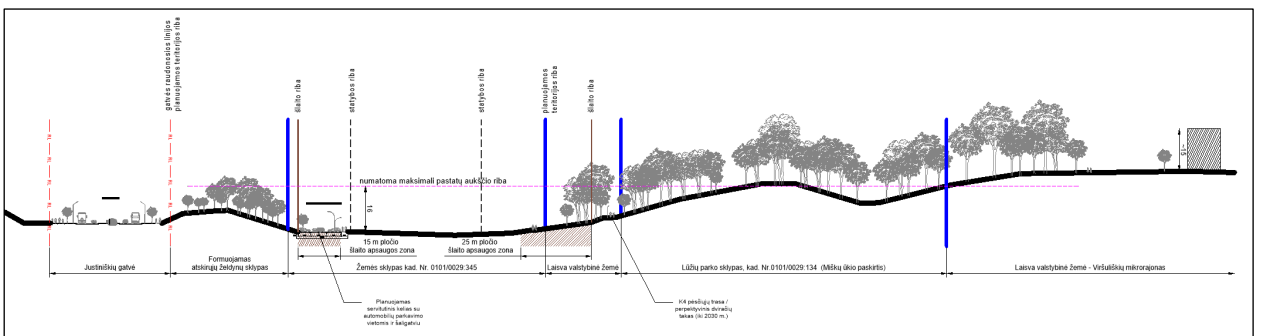 gatvės raudonosios linijos
planuojamos teritorijos riba
šlaito riba
statybos riba
statybos riba
planuojamos
teritorijos riba
šlaito riba
numatoma maksimali pastatų aukščio riba
16
~15
15 m pločio
šlaito apsaugos zona
25 m pločio
šlaito apsaugos zona
Justiniškių gatvė
Formuojamas
atskirųjų želdynų sklypas
Žemės sklypas kad. Nr. 0101/0029:345
Laisva valstybinė žemė
Lūžių parko sklypas, kad. Nr.0101/0029:134 (Miškų ūkio paskirtis)
Laisva valstybinė žemė - Viršuliškių mikrorajonas
Planuojamas
servitutinis kelias su
automobilių parkavimo
vietomis ir šaligatviu
K4 pėsčiųjų trasa /
perpektyvinis dviračių
takas (iki 2030 m.)